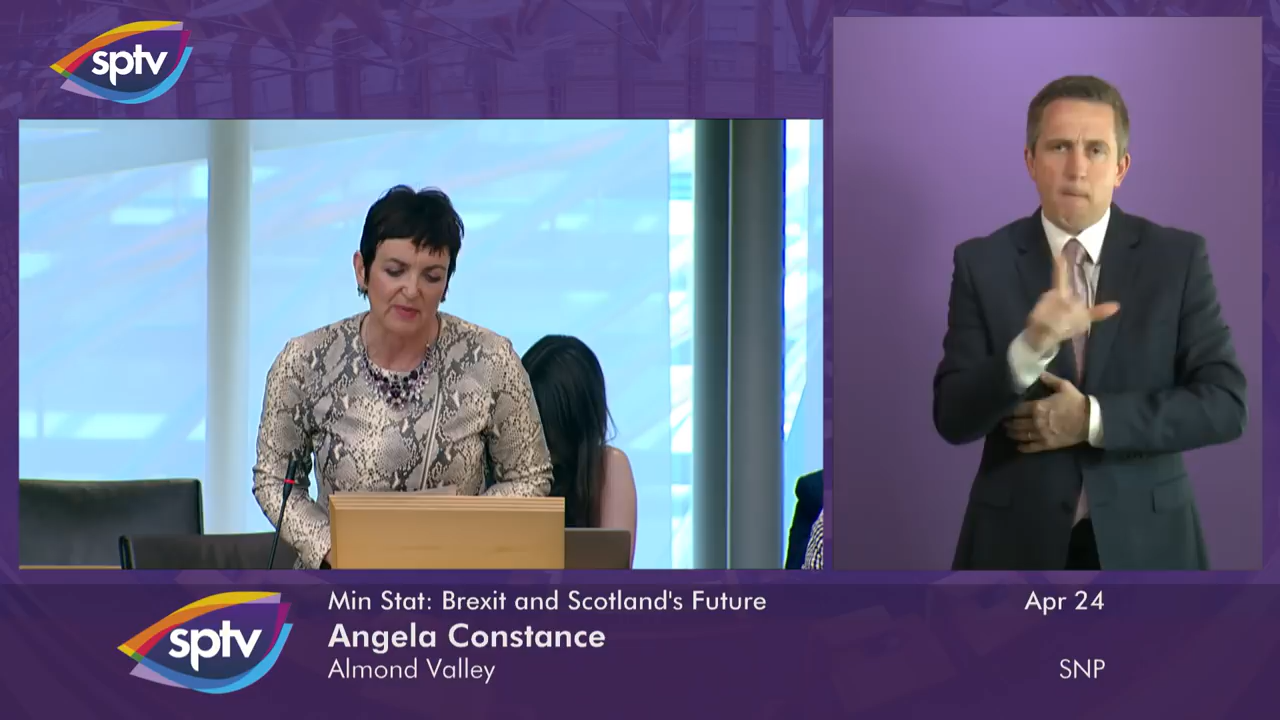 sptv
sptv
Min Stat: Brexit and Scotland's Future
Apr 24
Angela Constance
Almond Valley
SNP